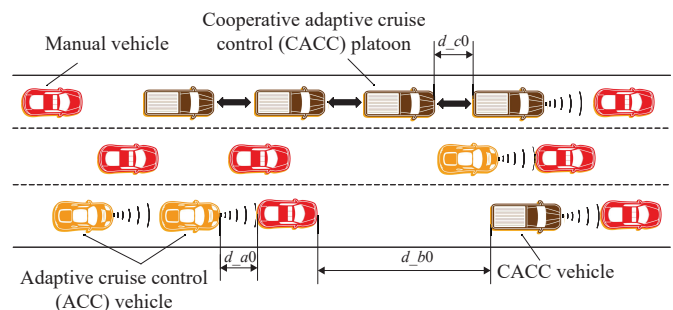 Cooperative adaptive cruise
control (CACC) platoon
Manual vehicle
d_c0
d_a0
d_b0
Adaptive cruise control
(ACC) vehicle
CACC
vehicle